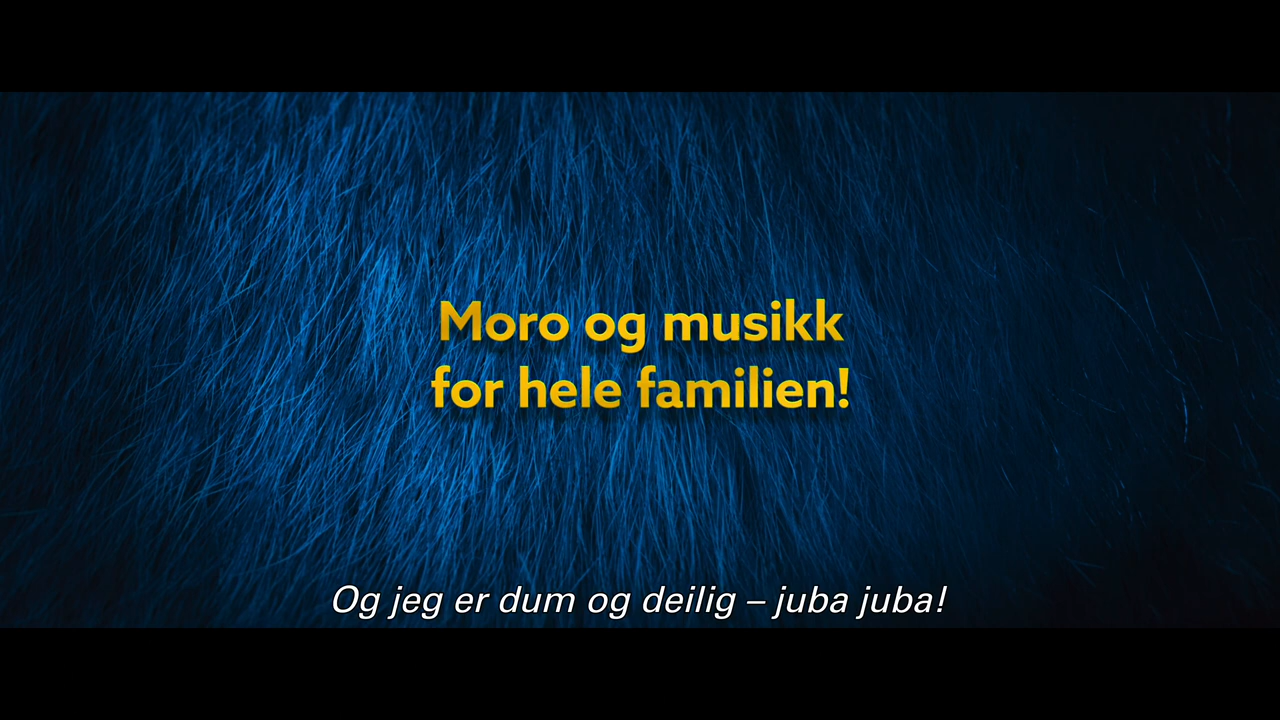 Moro og musikk
for hele familien!
Og jeg er dum og deilig – juba juba!